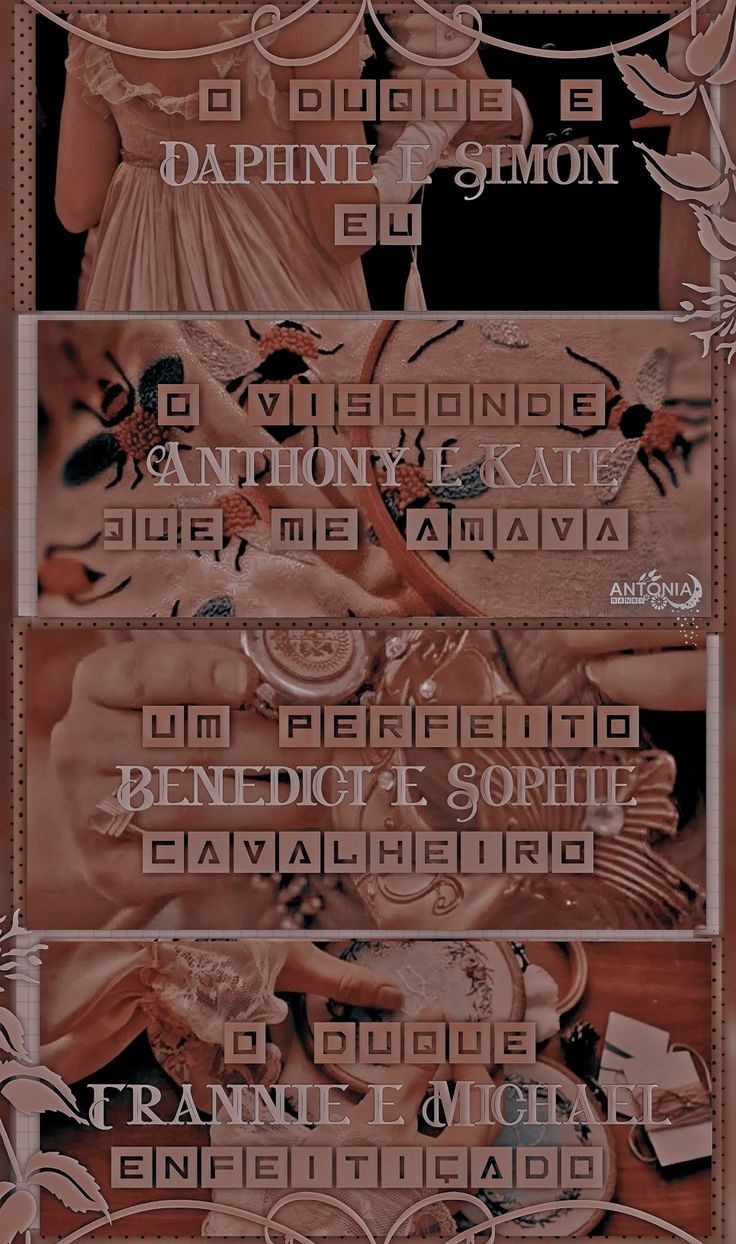 O DUQUE E
DAPHNE E SIMON
EU
O VISCONDE
ANTHONY E KATE
QUE ME AMAVA
ANTONIA
UM PERFEITO
BENEDICT E SOPHIE
CAVALHEIRO
O DUQUE
FRANNIE E MICHAEL
ENFEITIÇADO